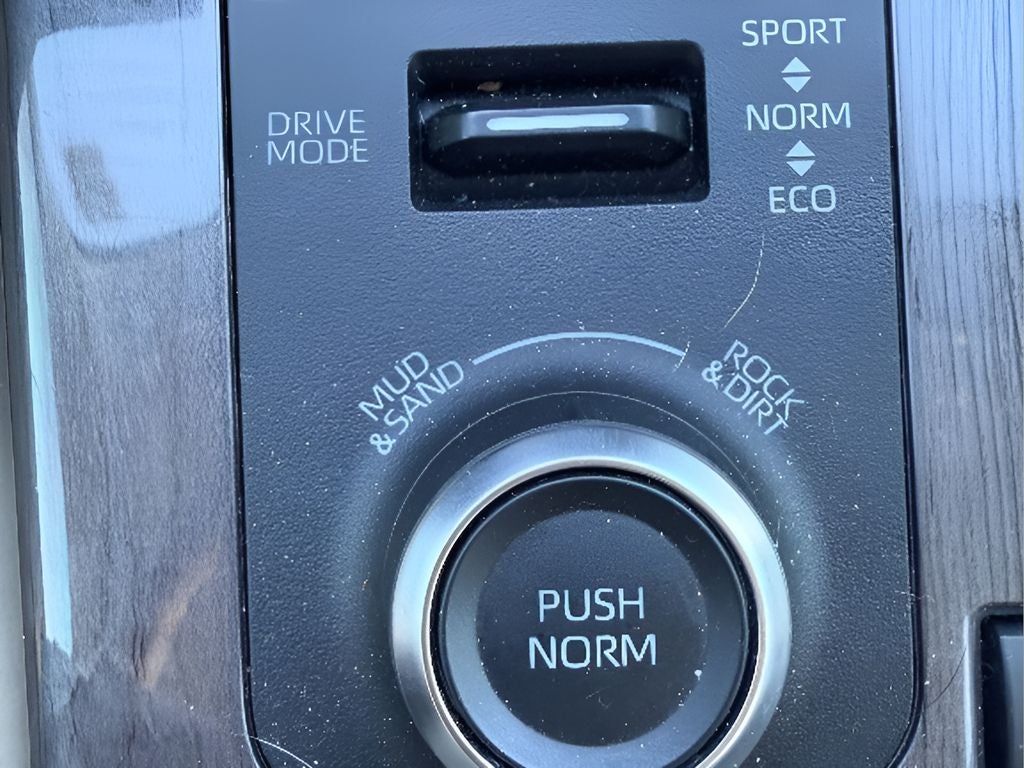 SPORT
DRIVE
MODE
NORM
ECO
MUD
&SAND
ROCK
&DIRT
PUSH
NORM